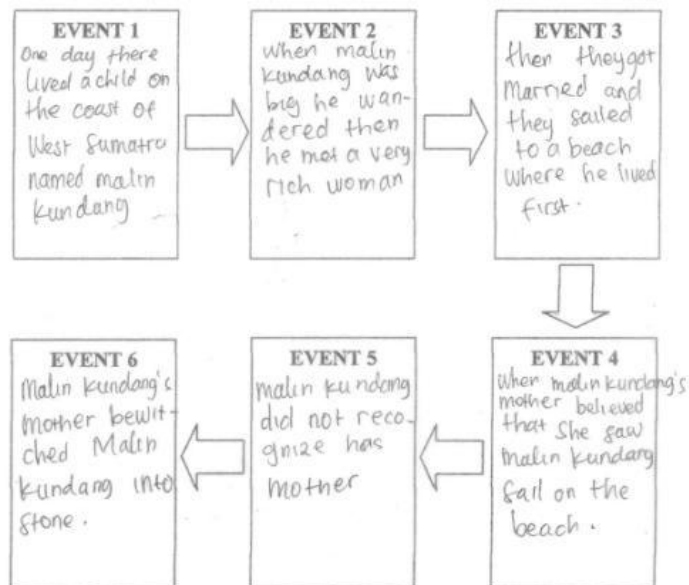 EVENT 1
One day there
lived a child on
the coast of
West Sumatra
named malin
kundang
EVENT 2
when malin
kundang was
big he wan-
dered then
he met a very
rich woman
EVENT 3
then they got
Married and
they sailed
to a beach
where he lived
first.
EVENT 4
When malin kundang's
mother believed
that She saw
malin kundang
sail on the
beach.
EVENT 5
malin kundang
did not reco-
gnize has
mother
EVENT 6
Malin kundang's
mother bewit-
ched Malin
kundang into
stone.